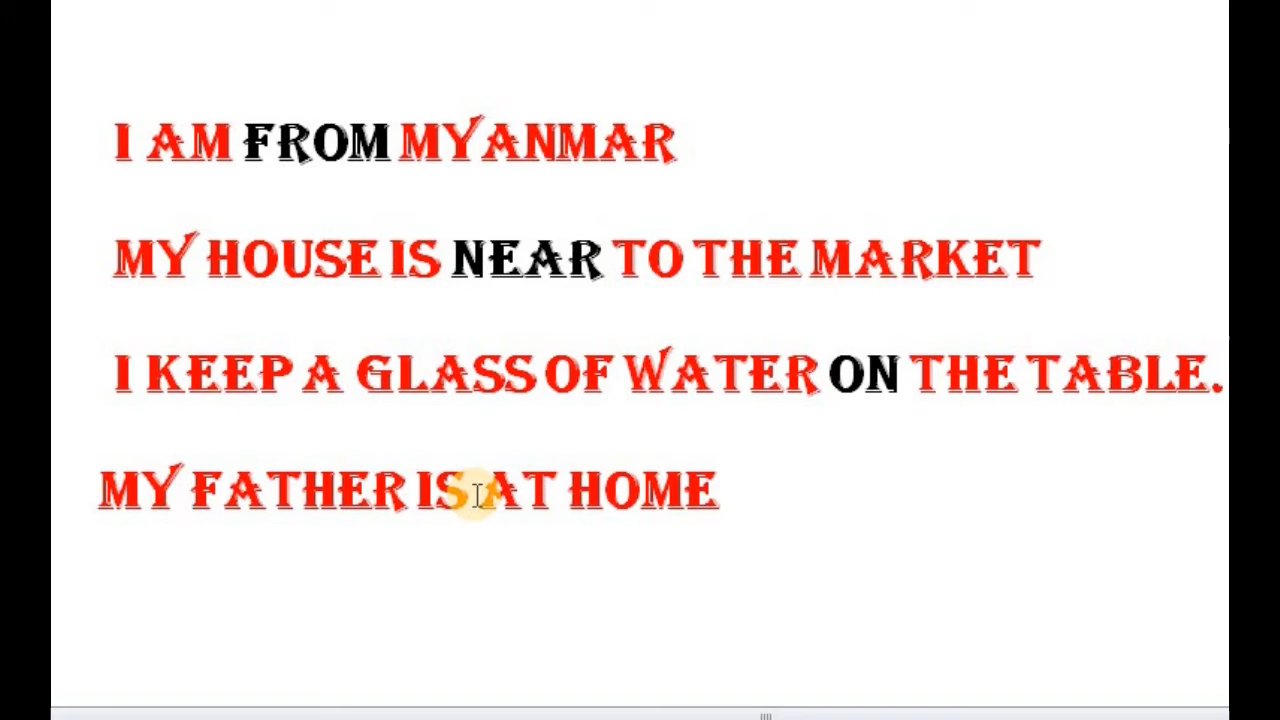 I AM FROM MYANMAR
MY HOUSE IS NEAR TO THE MARKET
I KEEP A GLASS OF WATER ON THE TABLE.
MY FATHER IS AT HOME